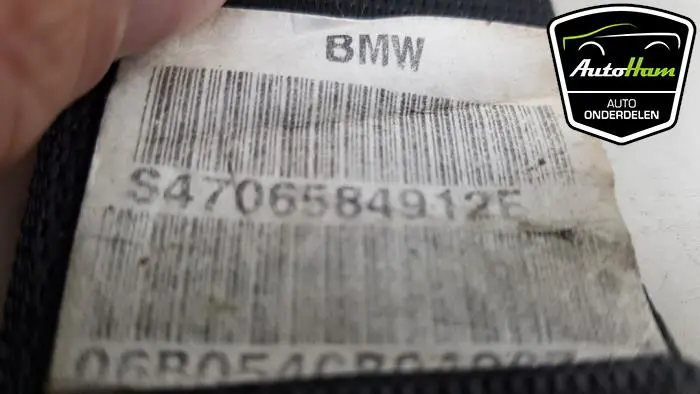 BMW
S4706584912E
AutoHam
AUTO
ONDERDELEN